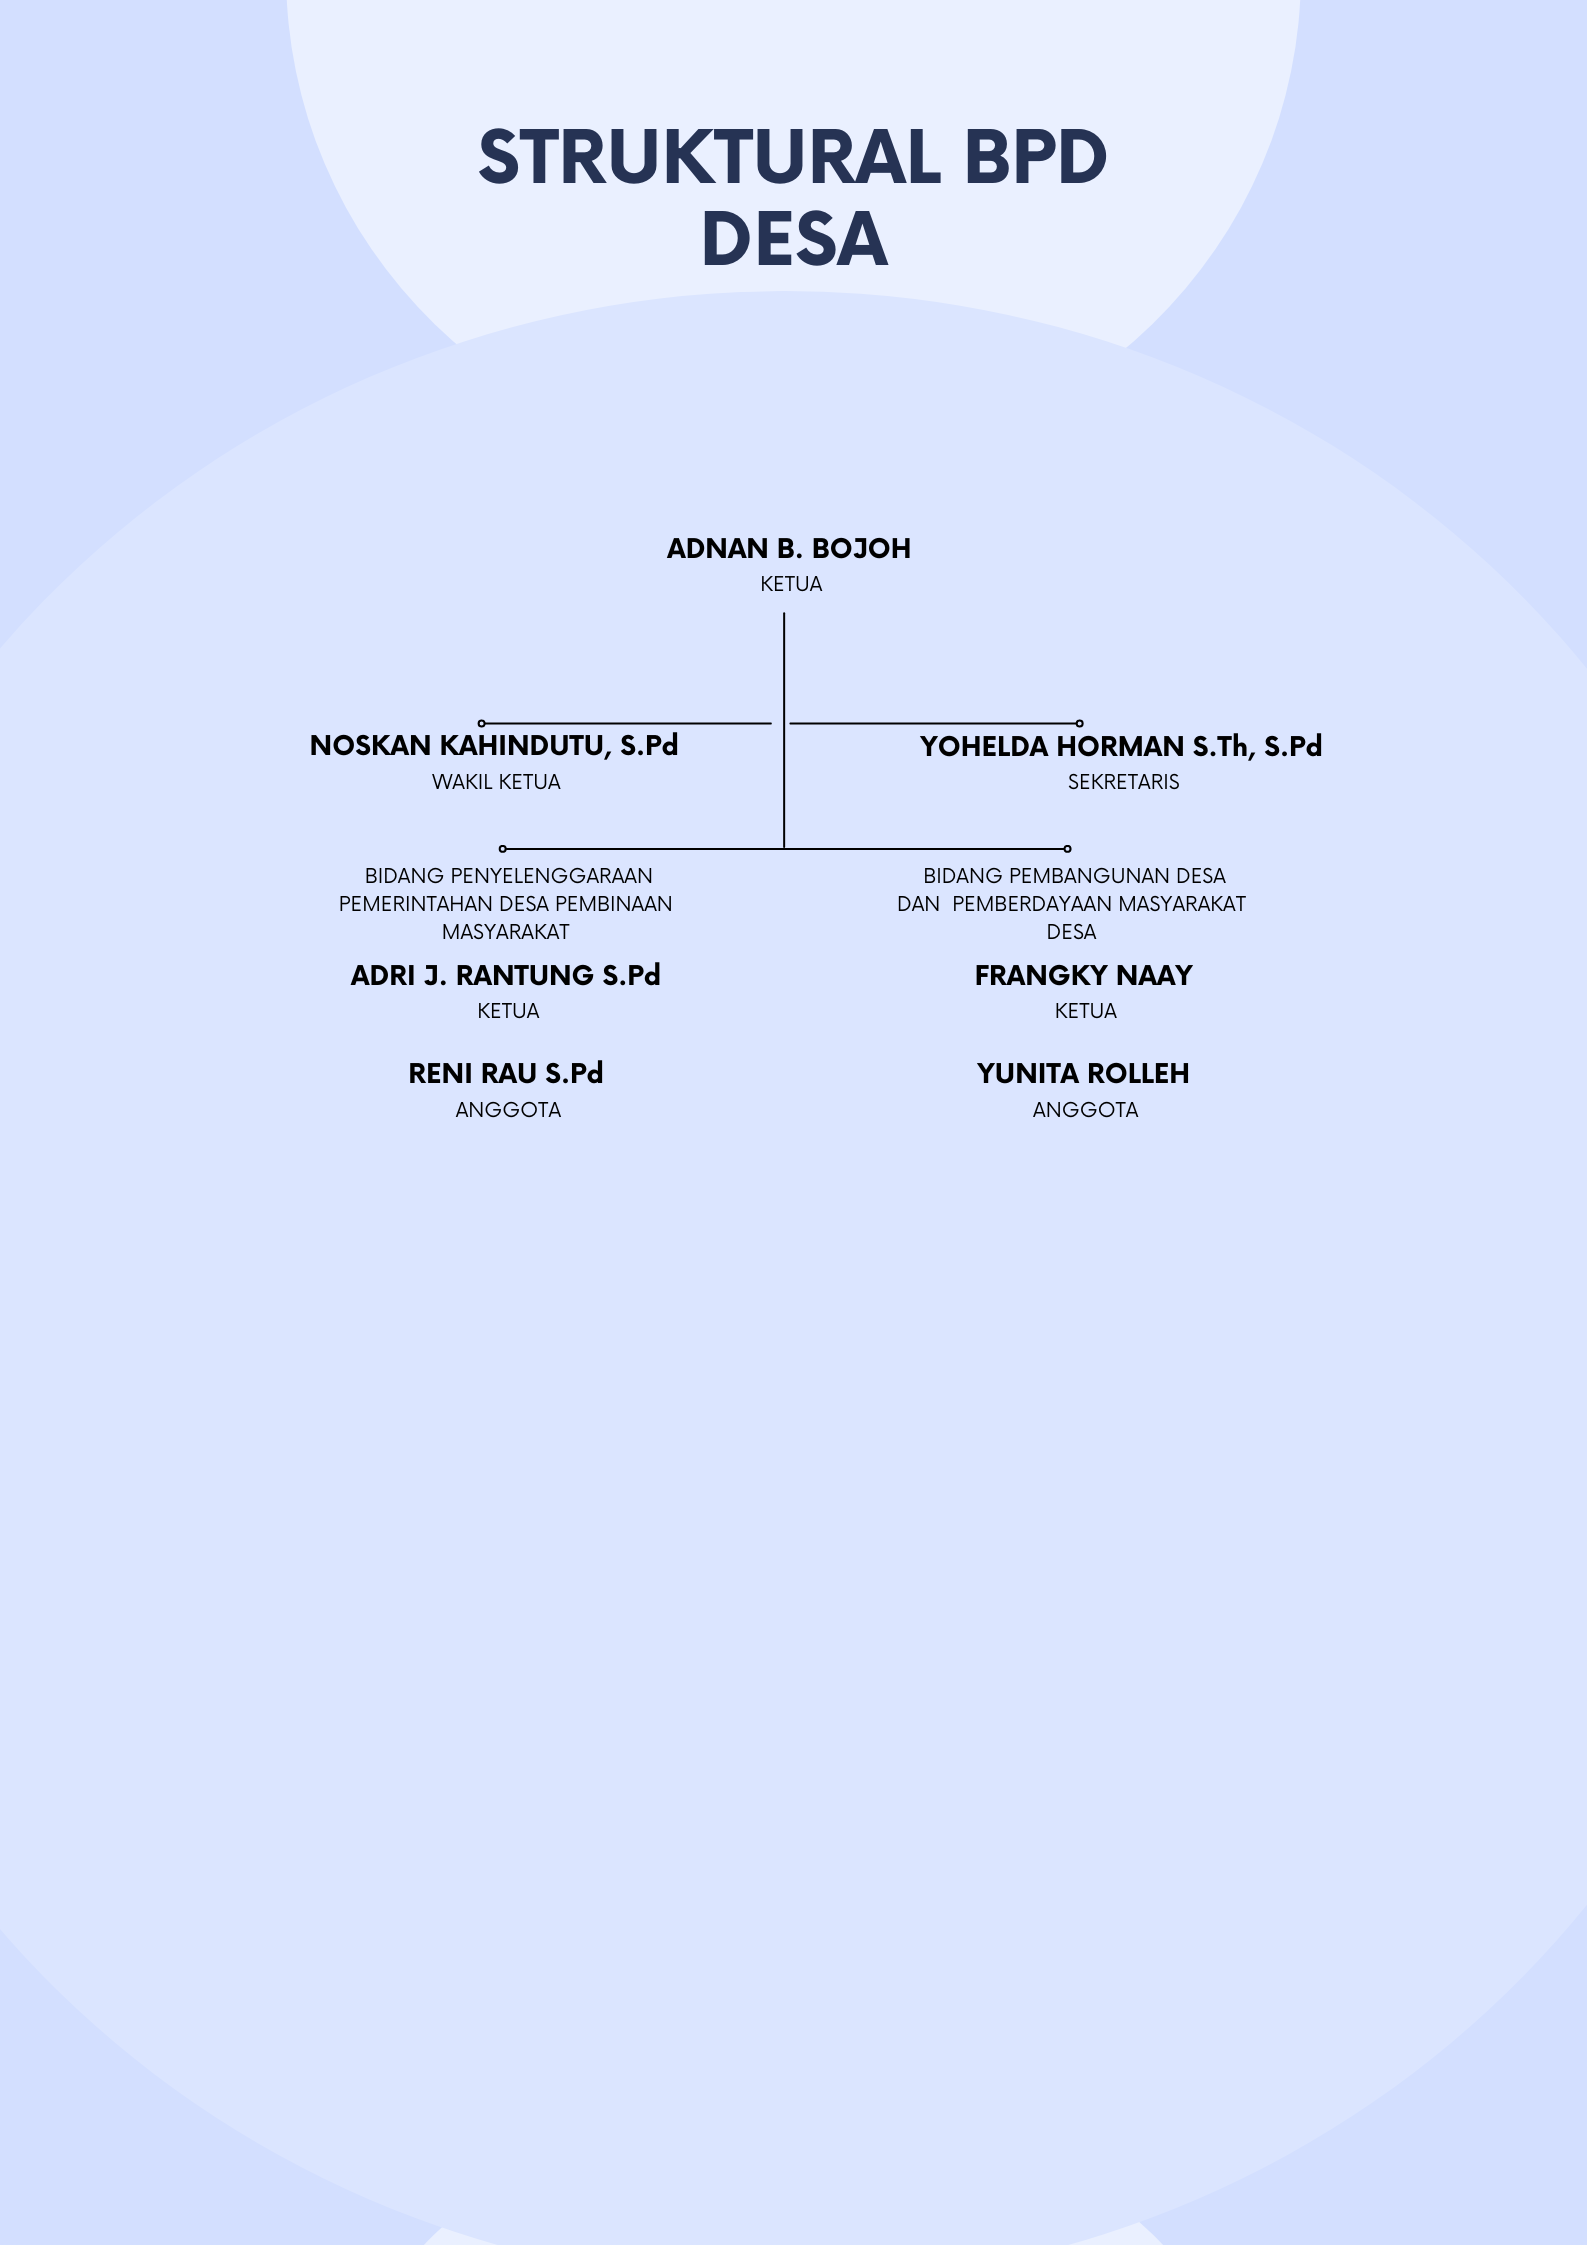 STRUKTURAL BPD
DESA
ADNAN B. BOJOH
KETUA
NOSKAN KAHINDUTU, S.Pd
WAKIL KETUA
YOHELDA HORMAN S.Th, S.Pd
SEKRETARIS
BIDANG PENYELENGGARAAN
PEMERINTAHAN DESA PEMBINAAN
MASYARAKAT
ADRI J. RANTUNG S.Pd
KETUA
RENI RAU S.Pd
ANGGOTA
BIDANG PEMBANGUNAN DESA
DAN  PEMBERDAYAAN MASYARAKAT
DESA
FRANGKY NAAY
KETUA
YUNITA ROLLEH
ANGGOTA